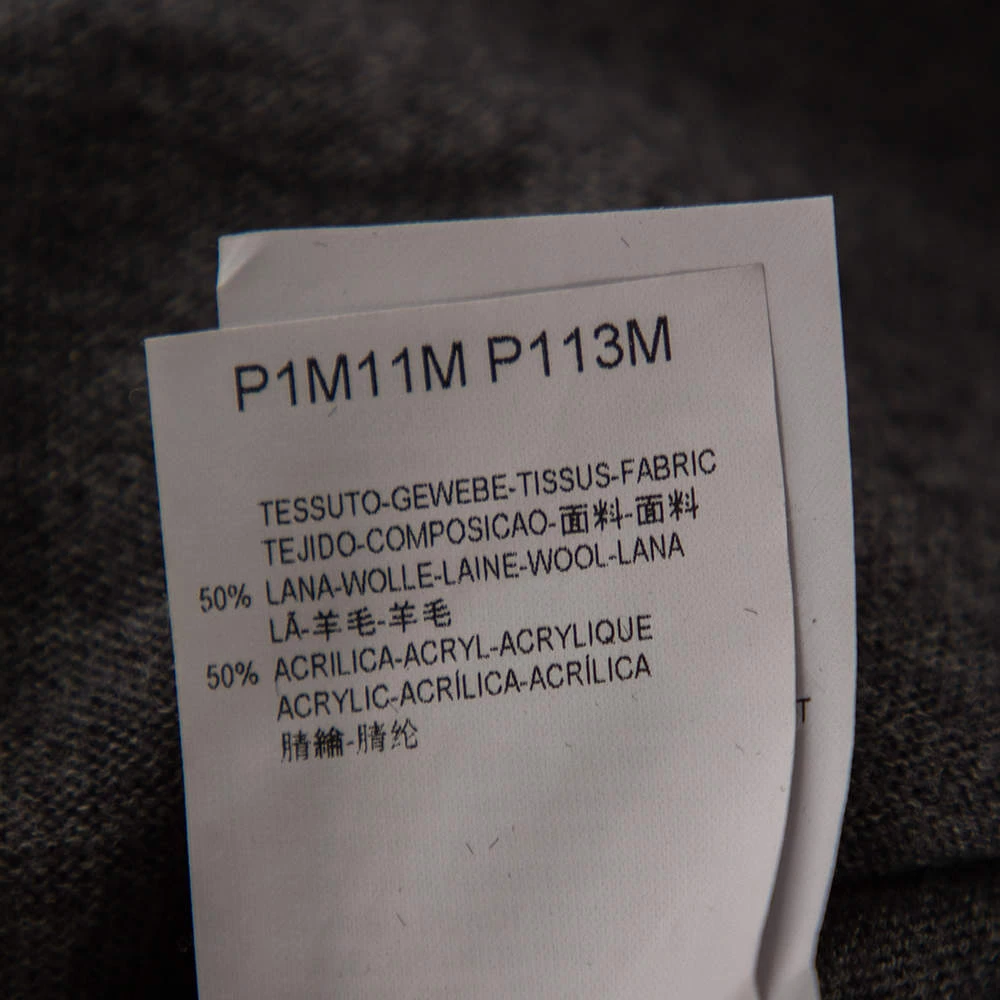 P1M11M P113M
TESSUTO-GEWEBE-TISSUS-FABRIC
TEJIDO-COMPOSICAO-面料-面料
50% LANA-WOLLE-LAINE-WOOL-LANA
LÃ-羊毛-羊毛
50% ACRILICA-ACRYL-ACRYLIQUE
ACRYLIC-ACRÍLICA-ACRÍLICA
腈綸-腈纶
T